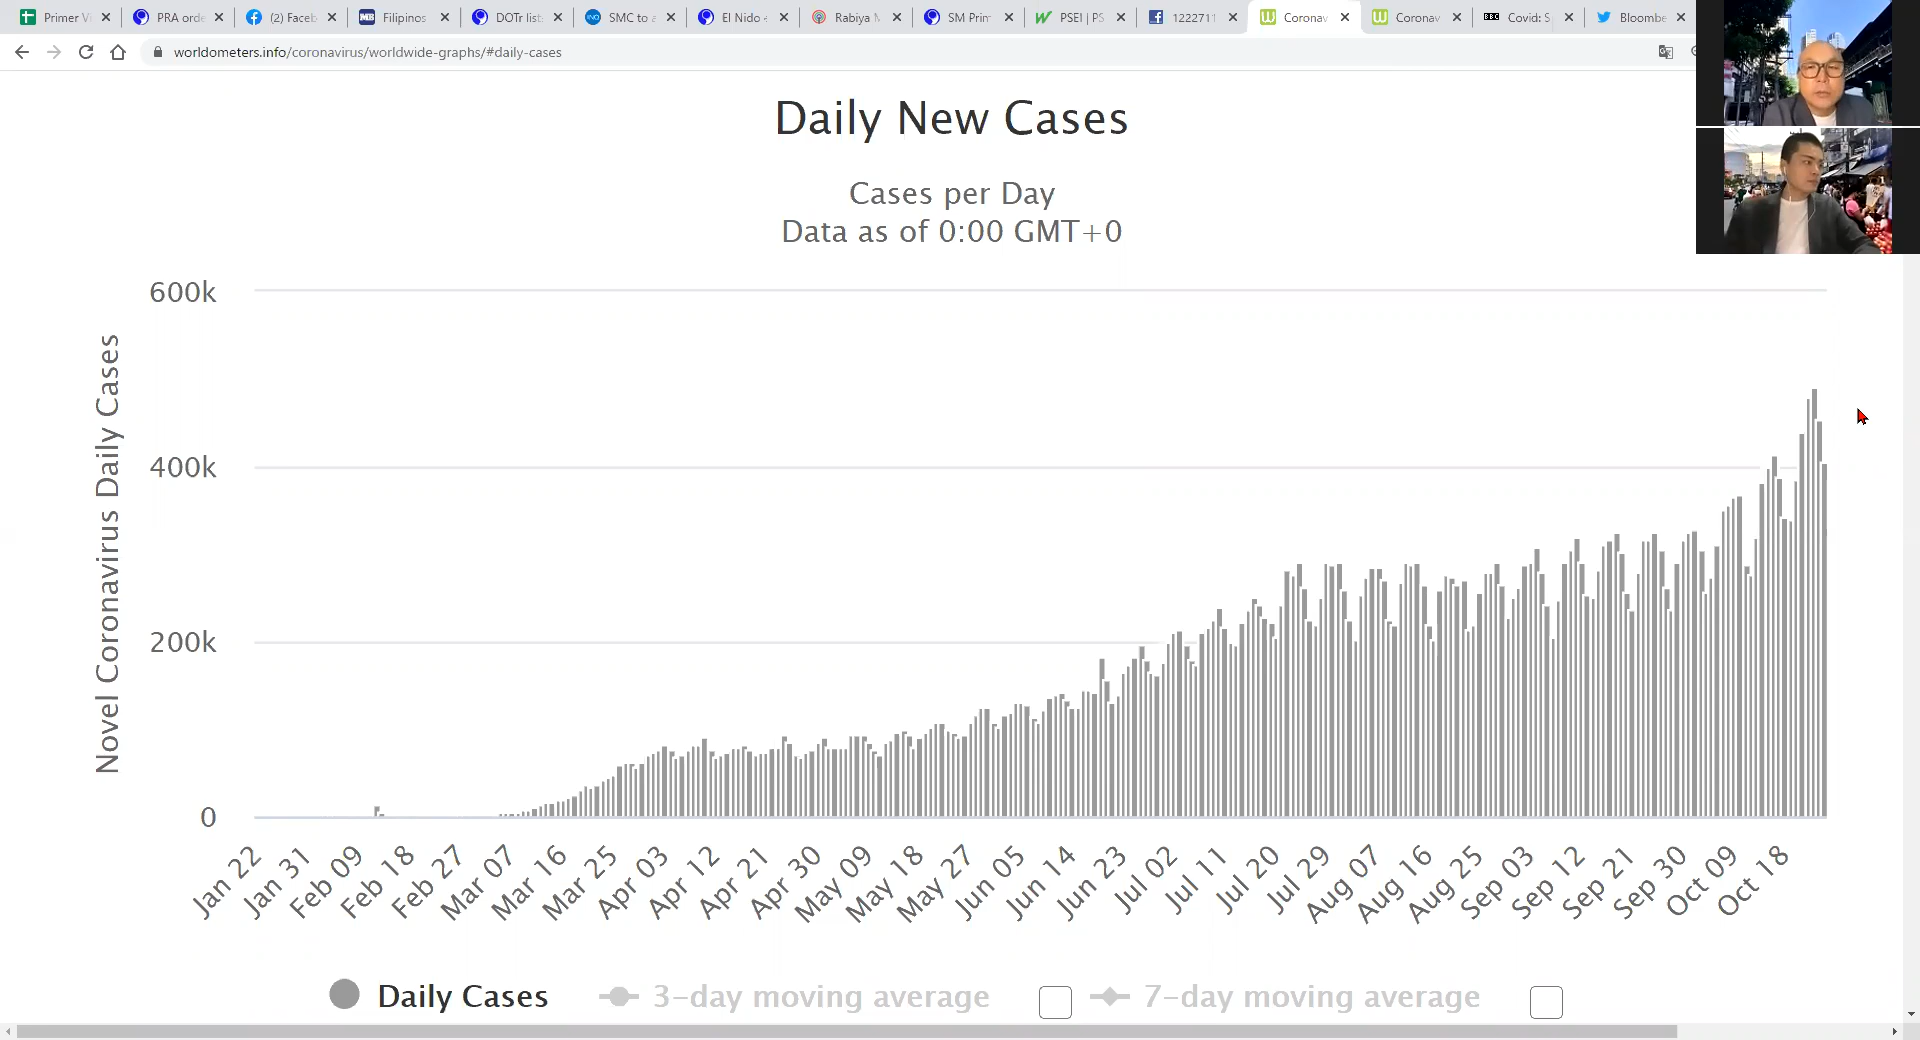 Primer V
PRA orde
(2) Faceb
Filipinos
DOTr list
SMC to a
El Nido -
Rabiya M
SM Prim
PSEI | PS
1222711
Coronav
Coronav
BBC Covid: S
Bloombe
worldometers.info/coronavirus/worldwide-graphs/#daily-cases
Daily New Cases
Cases per Day
Data as of 0:00 GMT+0
Novel Coronavirus Daily Cases
600k
400k
200k
0
Jan 22
Jan 31
Feb 09
Feb 18
Feb 27
Mar 07
Mar 16
Mar 25
Apr 03
Apr 12
Apr 21
Apr 30
May 09
May 18
May 27
Jun 05
Jun 14
Jun 23
Jul 02
Jul 11
Jul 20
Jul 29
Aug 07
Aug 16
Aug 25
Sep 03
Sep 12
Sep 21
Sep 30
Oct 09
Oct 18
Daily Cases
3-day moving average
7-day moving average